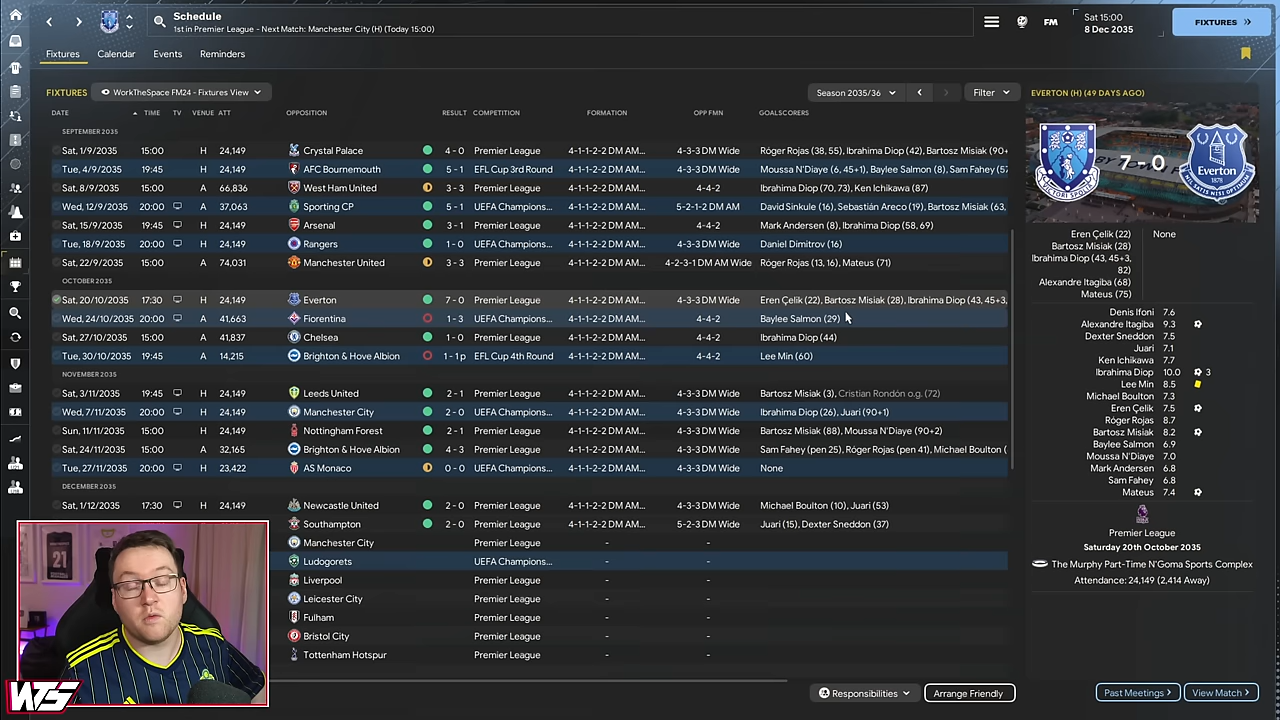 Schedule
1st in Premier League - Next Match: Manchester City (H) (Today 15:00)
FM
Sat 15:00
8 Dec 2035
FIXTURES
Fixtures Calendar Events Reminders
FIXTURES WorkTheSpace FM24 - Fixtures View Season 2035/36 Filter
DATE TIME TV VENUE ATT OPPOSITION RESULT COMPETITION FORMATION OPP FMN GOALSCORERS
SEPTEMBER 2035
Sat, 1/9/2035 15:00 H 24,149 Crystal Palace 4 - 0 Premier League 4-1-1-2-2 DM AM... 4-3-3 DM Wide Róger Rojas (38, 55), Ibrahima Diop (42), Bartosz Misiak (90+
Tue, 4/9/2035 19:45 H 24,149 AFC Bournemouth 5 - 1 EFL Cup 3rd Round 4-1-1-2-2 DM AM... 4-3-3 DM Wide Moussa N'Diaye (6, 45+1), Baylee Salmon (8), Sam Fahey (57
Sat, 8/9/2035 15:00 A 66,836 West Ham United 3 - 3 Premier League 4-1-1-2-2 DM AM... 4-4-2 Ibrahima Diop (70, 73), Ken Ichikawa (87)
Wed, 12/9/2035 20:00 A 37,063 Sporting CP 5 - 1 UEFA Champions... 4-1-1-2-2 DM AM... 5-2-1-2 DM AM David Sinkule (16), Sebastián Areco (19), Bartosz Misiak (63,
Sat, 15/9/2035 19:45 H 24,149 Arsenal 3 - 1 Premier League 4-1-1-2-2 DM AM... 4-4-2 Mark Andersen (8), Ibrahima Diop (58, 69)
Tue, 18/9/2035 20:00 H 24,149 Rangers 1 - 0 UEFA Champions... 4-1-1-2-2 DM AM... 4-3-3 DM Wide Daniel Dimitrov (16)
Sat, 22/9/2035 15:00 A 74,031 Manchester United 3 - 3 Premier League 4-1-1-2-2 DM AM... 4-2-3-1 DM AM Wide Róger Rojas (13, 16), Mateus (71)
OCTOBER 2035
Sat, 20/10/2035 17:30 H 24,149 Everton 7 - 0 Premier League 4-1-1-2-2 DM AM... 4-3-3 DM Wide Eren Çelik (22), Bartosz Misiak (28), Ibrahima Diop (43, 45+3,
Wed, 24/10/2035 20:00 A 41,663 Fiorentina 1 - 3 UEFA Champions... 4-1-1-2-2 DM AM... 4-4-2 Baylee Salmon (29)
Sat, 27/10/2035 15:00 A 41,837 Chelsea 1 - 0 Premier League 4-1-1-2-2 DM AM... 4-4-2 Ibrahima Diop (44)
Tue, 30/10/2035 19:45 A 14,215 Brighton & Hove Albion 1 - 1p EFL Cup 4th Round 4-1-1-2-2 DM AM... 4-4-2 Lee Min (60)
NOVEMBER 2035
Sat, 3/11/2035 19:45 H 24,149 Leeds United 2 - 1 Premier League 4-1-1-2-2 DM AM... 4-3-3 DM Wide Bartosz Misiak (3), Cristian Rondón o.g. (72)
Wed, 7/11/2035 20:00 H 24,149 Manchester City 2 - 0 UEFA Champions... 4-1-1-2-2 DM AM... 4-3-3 DM Wide Ibrahima Diop (26), Juari (90+1)
Sun, 11/11/2035 15:00 H 24,149 Nottingham Forest 2 - 1 Premier League 4-1-1-2-2 DM AM... 4-3-3 DM Wide Bartosz Misiak (88), Moussa N'Diaye (90+2)
Sat, 24/11/2035 15:00 A 32,165 Brighton & Hove Albion 4 - 3 Premier League 4-1-1-2-2 DM AM... 4-3-3 DM Wide Sam Fahey (pen 25), Róger Rojas (pen 41), Michael Boulton (
Tue, 27/11/2035 20:00 H 23,422 AS Monaco 0 - 0 UEFA Champions... 4-1-1-2-2 DM AM... 4-3-3 DM Wide None
DECEMBER 2035
Sat, 1/12/2035 17:30 H 24,149 Newcastle United 2 - 0 Premier League 4-1-1-2-2 DM AM... 4-3-3 DM Wide Michael Boulton (10), Juari (53)
Southampton 2 - 0 Premier League 4-1-1-2-2 DM AM... 5-2-3 DM Wide Juari (15), Dexter Sneddon (37)
Manchester City Premier League - -
Ludogorets UEFA Champions... - -
Liverpool Premier League - -
Leicester City Premier League - -
Fulham Premier League - -
Bristol City Premier League - -
Tottenham Hotspur Premier League - -
Responsibilities Arrange Friendly
EVERTON (H) (49 DAYS AGO)
7 - 0
Everton
1878
Eren Çelik (22) None
Bartosz Misiak (28)
Ibrahima Diop (43, 45+3,
82)
Alexandre Itagiba (68)
Mateus (75)
Denis Ifoni 7.6
Alexandre Itagiba 9.3
Dexter Sneddon 7.5
Juari 7.1
Ken Ichikawa 7.7
Ibrahima Diop 10.0 3
Lee Min 8.5
Michael Boulton 7.3
Eren Çelik 7.5
Róger Rojas 8.7
Bartosz Misiak 8.2
Baylee Salmon 6.9
Moussa N'Diaye 7.0
Mark Andersen 6.8
Sam Fahey 6.8
Mateus 7.4
Premier League
Saturday 20th October 2035
The Murphy Part-Time N'Goma Sports Complex
Attendance: 24,149 (2,414 Away)
Past Meetings View Match
21
WTS